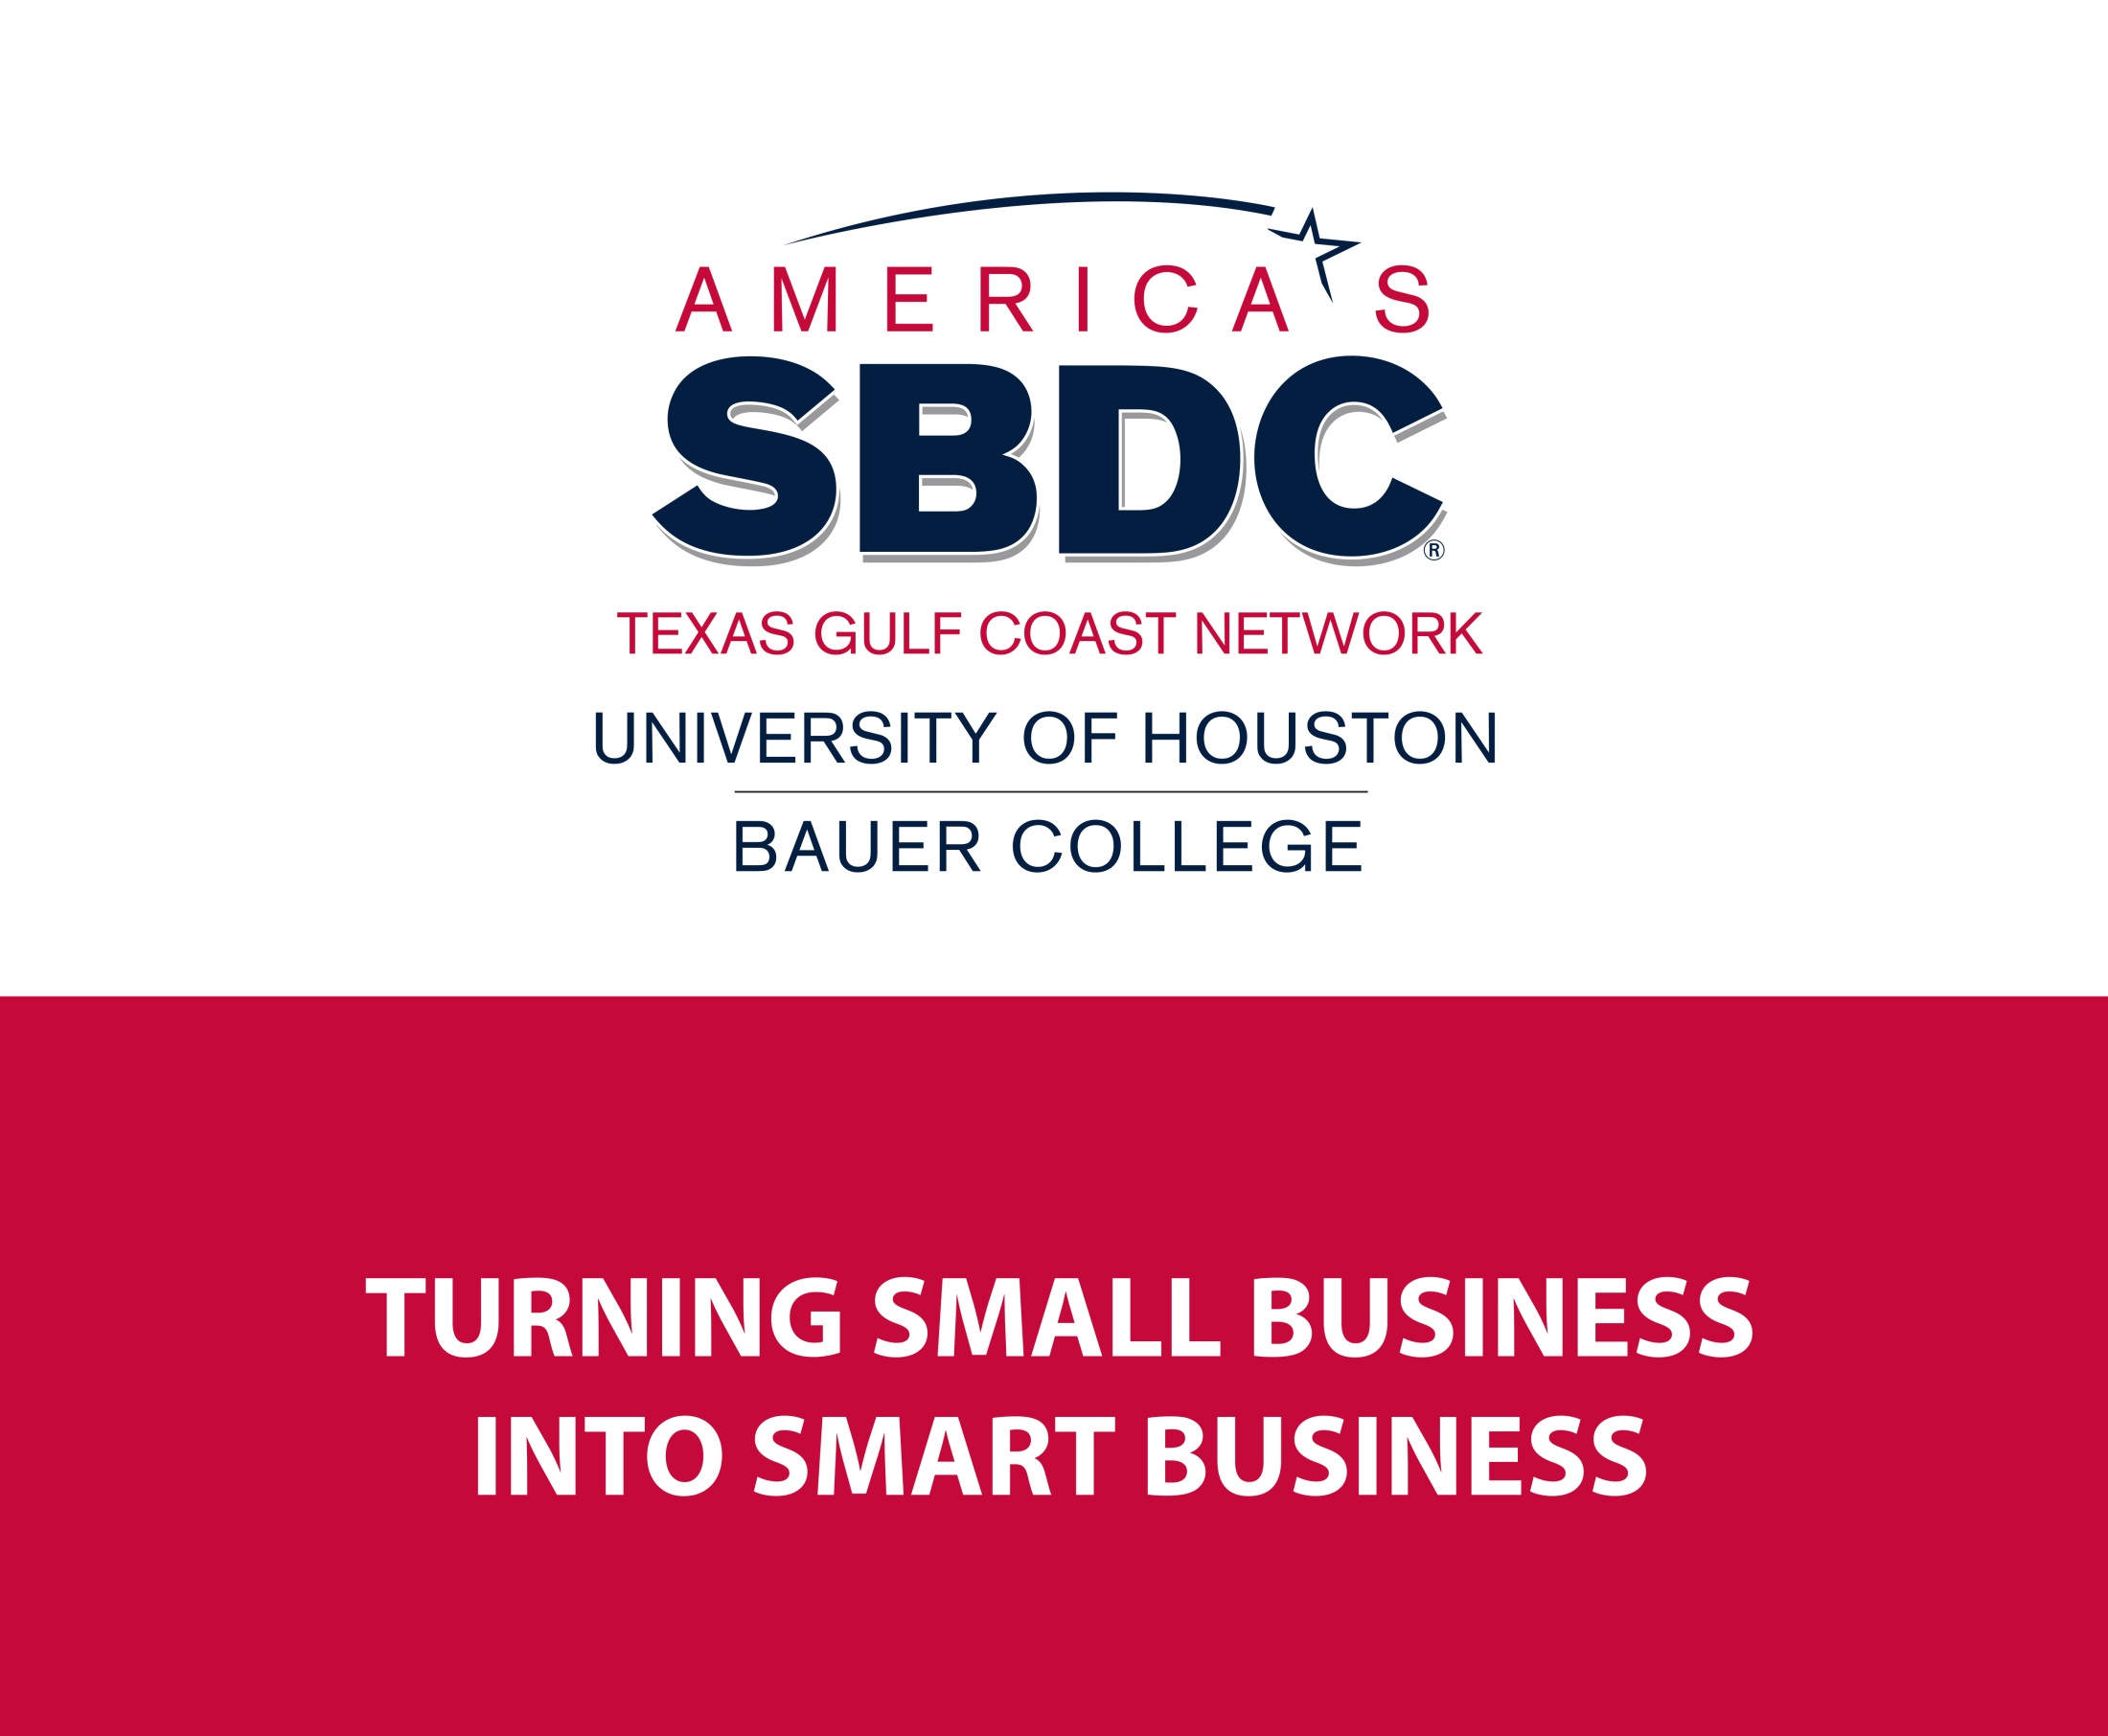 AMERICA'S
SBDC®
TEXAS GULF COAST NETWORK
UNIVERSITY OF HOUSTON
BAUER COLLEGE
TURNING SMALL BUSINESS
INTO SMART BUSINESS